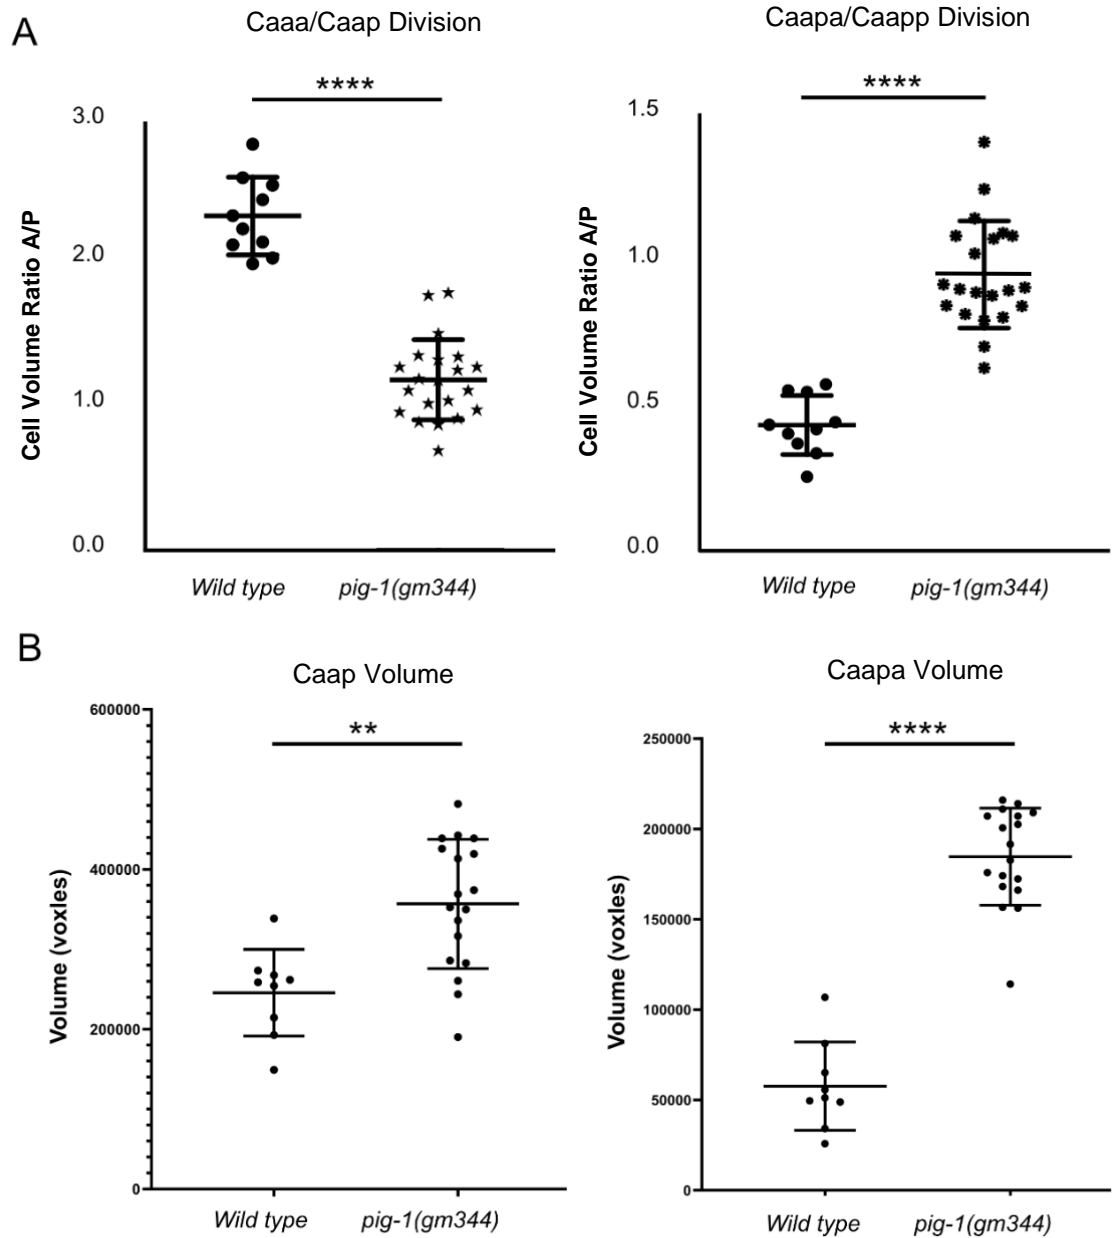 A
Caaa/Caap Division
Caapa/Caapp Division
****
****
3.0
2.0
1.0
0.0
Cell Volume Ratio A/P
Wild type
pig-1(gm344)
1.5
1.0
0.5
0.0
Cell Volume Ratio A/P
Wild type
pig-1(gm344)
B
Caap Volume
**
600000
400000
200000
0
Volume (voxles)
Wild type
pig-1(gm344)
Caapa Volume
****
250000
200000
150000
100000
50000
0
Volume (voxles)
Wild type
pig-1(gm344)